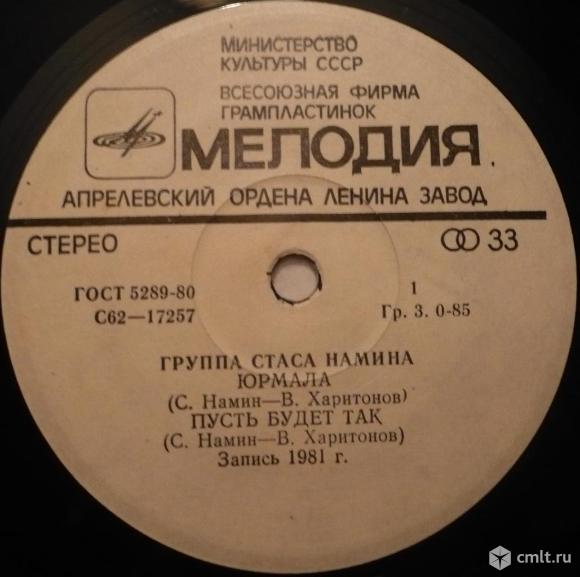 МИНИСТЕРСТВО
КУЛЬТУРЫ СССР
ВСЕСОЮЗНАЯ ФИРМА
ГРАМПЛАСТИНОК
МЕЛОДИЯ
АПРЕЛЕВСКИЙ ОРДЕНА ЛЕНИНА ЗАВОД
СТЕРЕО 33
ГОСТ 5289-80 1
С62—17257 Гр. 3. 0-85
ГРУППА СТАСА НАМИНА
ЮРМАЛА
(С. Намин—В. Харитонов)
ПУСТЬ БУДЕТ ТАК
(С. Намин—В. Харитонов)
Запись 1981 г.
cmlt.ru